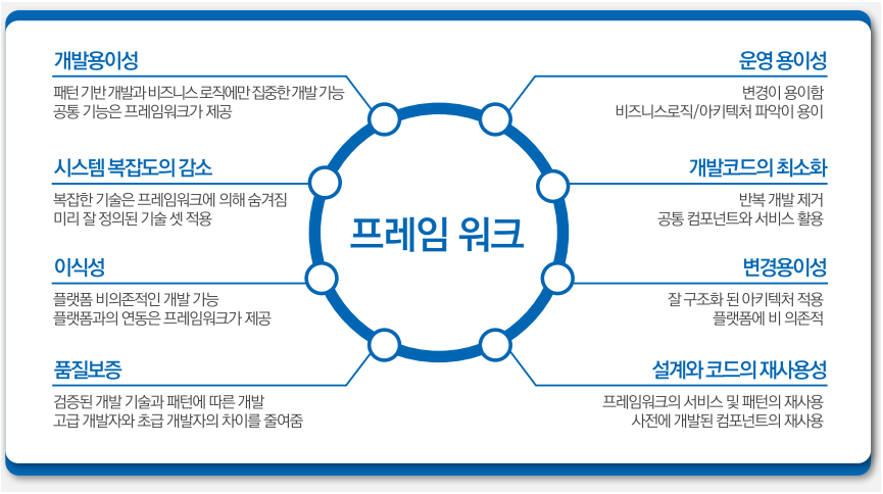 개발용이성
패턴 기반 개발과 비즈니스 로직에만 집중한 개발 가능
공통 기능은 프레임워크가 제공
시스템 복잡도의 감소
복잡한 기술은 프레임워크에 의해 숨겨짐
미리 잘 정의된 기술 셋 적용
이식성
플랫폼 비의존적인 개발 가능
플랫폼과의 연동은 프레임워크가 제공
품질보증
검증된 개발 기술과 패턴에 따른 개발
고급 개발자와 초급 개발자의 차이를 줄여줌
프레임 워크
운영 용이성
변경이 용이함
비즈니스로직/아키텍처 파악이 용이
개발코드의 최소화
반복 개발 제거
공통 컴포넌트와 서비스 활용
변경용이성
잘 구조화 된 아키텍처 적용
플랫폼에 비 의존적
설계와 코드의 재사용성
프레임워크의 서비스 및 패턴의 재사용
사전에 개발된 컴포넌트의 재사용